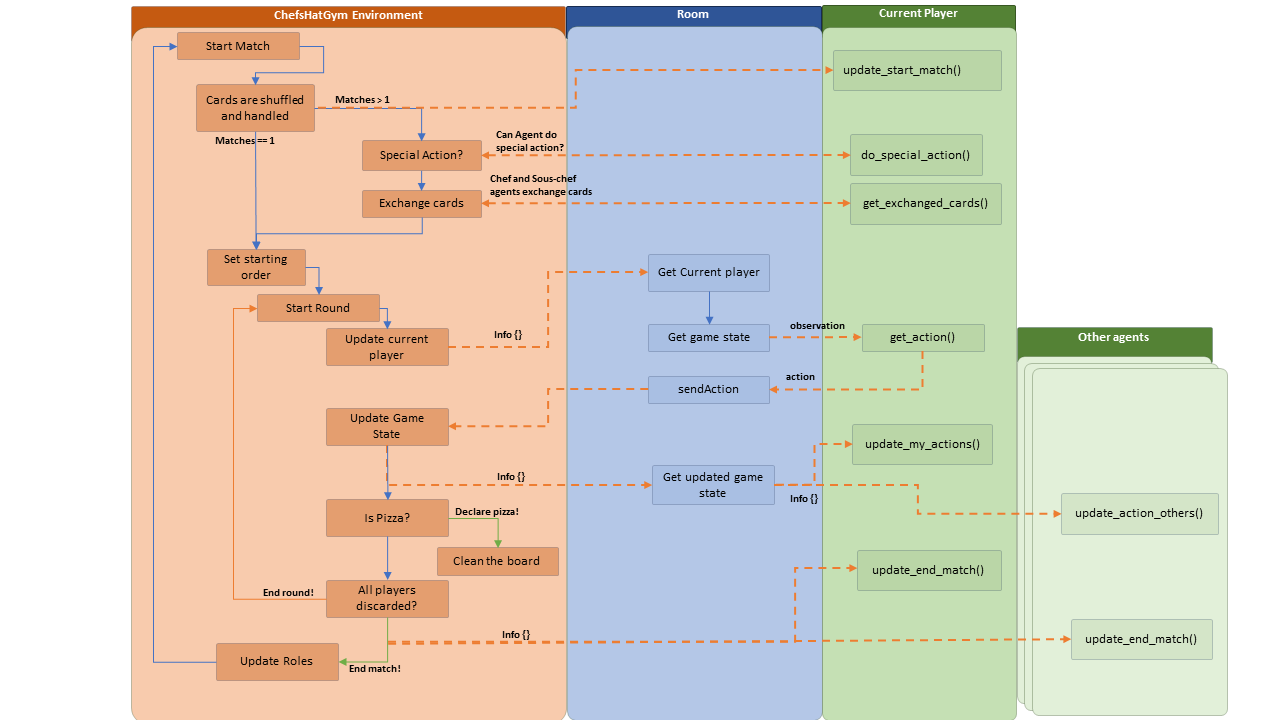 ChefsHatGym Environment
Room
Current Player
Start Match
Cards are shuffled
and handled
Matches > 1
Matches == 1
update_start_match()
Can Agent do
special action?
Special Action?
do_special_action()
Chef and Sous-chef
agents exchange cards
Exchange cards
get_exchanged_cards()
Set starting
order
Get Current player
Start Round
Update current
player
Info {}
Get game state
observation
get_action()
Other agents
sendAction
action
Update Game
State
update_my_actions()
Info {}
Get updated game
state
Info {}
update_action_others()
Is Pizza?
Declare pizza!
Clean the board
update_end_match()
All players
discarded?
End round!
Info {}
update_end_match()
Update Roles
End match!